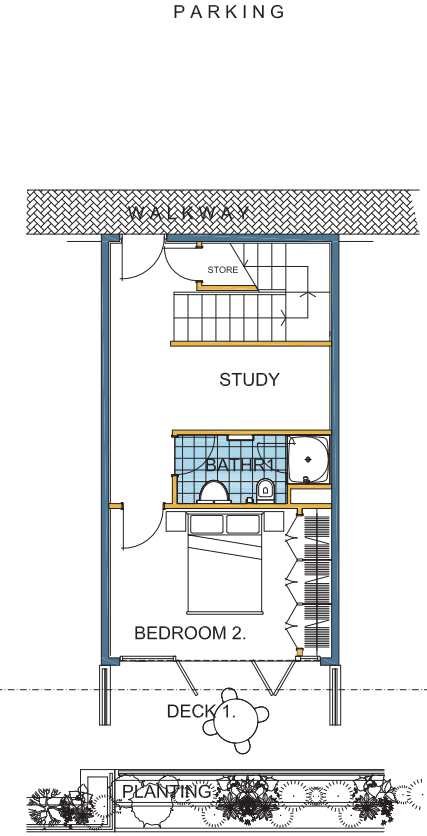 PARKING
WALKWAY
STORE
STUDY
BATHR1
BEDROOM 2.
DECK 1.
PLANTING